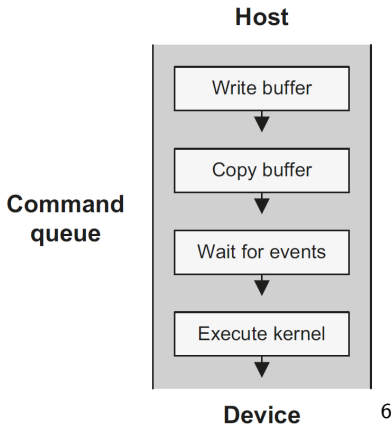 Host
Write buffer
Copy buffer
Command
queue
Wait for events
Execute kernel
Device
6